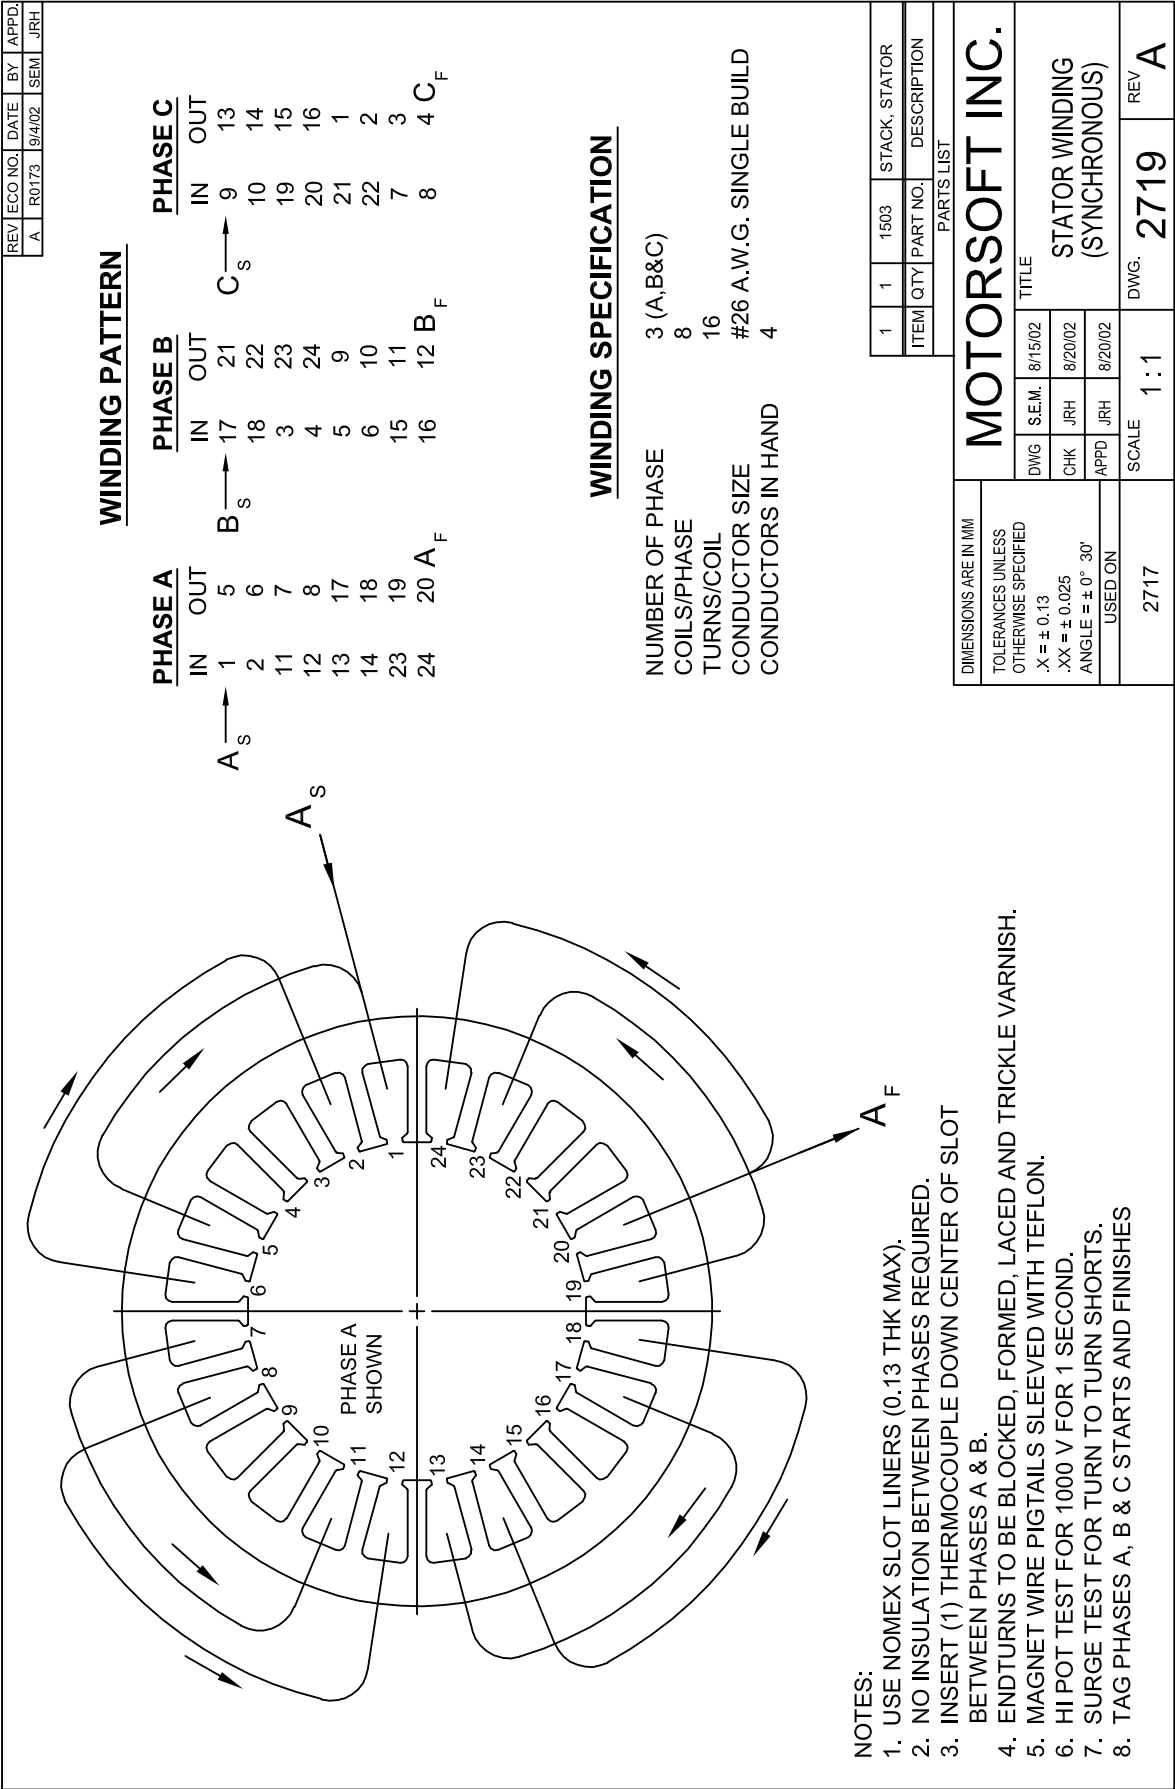 REV ECO NO. DATE BY APPD.
A R0173 9/4/02 SEM JRH
WINDING PATTERN
PHASE A
IN OUT
A S 1 5
2 6
11 7
12 8
13 17
14 18
23 19
24 20 A F
PHASE B
IN OUT
B S 17 21
18 22
3 23
4 24
5 9
6 10
15 11
16 12 B F
PHASE C
IN OUT
C S 9 13
10 14
19 15
20 16
21 1
22 2
7 3
8 4 C F
A S
1
2
3
4
5
6
7
8
9
10
11
12
13
14
15
16
17
18
19
20
21
22
23
24
PHASE A
SHOWN
A F
WINDING SPECIFICATION
NUMBER OF PHASE 3 (A,B&C)
COILS/PHASE 8
TURNS/COIL 16
CONDUCTOR SIZE #26 A.W.G. SINGLE BUILD
CONDUCTORS IN HAND 4
NOTES:
1. USE NOMEX SLOT LINERS (0.13 THK MAX).
2. NO INSULATION BETWEEN PHASES REQUIRED.
3. INSERT (1) THERMOCOUPLE DOWN CENTER OF SLOT
BETWEEN PHASES A & B.
4. ENDTURNS TO BE BLOCKED, FORMED, LACED AND TRICKLE VARNISH.
5. MAGNET WIRE PIGTAILS SLEEVED WITH TEFLON.
6. HI POT TEST FOR 1000 V FOR 1 SECOND.
7. SURGE TEST FOR TURN TO TURN SHORTS.
8. TAG PHASES A, B & C STARTS AND FINISHES
1 1 1503 STACK, STATOR
ITEM QTY PART NO. DESCRIPTION
PARTS LIST
DIMENSIONS ARE IN MM
TOLERANCES UNLESS
OTHERWISE SPECIFIED
.X = ± 0.13
.XX = ± 0.025
ANGLE = ± 0° 30'
USED ON
2717
MOTORSOFT INC.
DWG S.E.M. 8/15/02
CHK JRH 8/20/02
APPD JRH 8/20/02
TITLE
STATOR WINDING
(SYNCHRONOUS)
SCALE 1 : 1
DWG. 2719
REV A